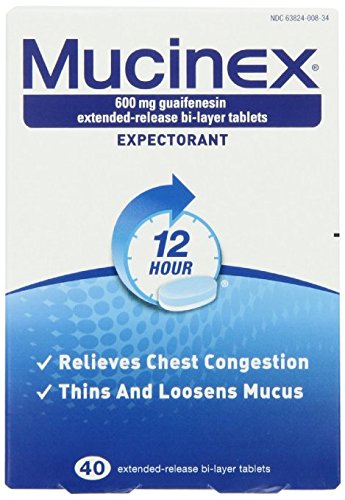 NDC 63824-008-34
Mucinex®
600 mg guaifenesin
extended-release bi-layer tablets
EXPECTORANT
12
HOUR
®
✓ Relieves Chest Congestion
✓ Thins And Loosens Mucus
40 extended-release bi-layer tablets